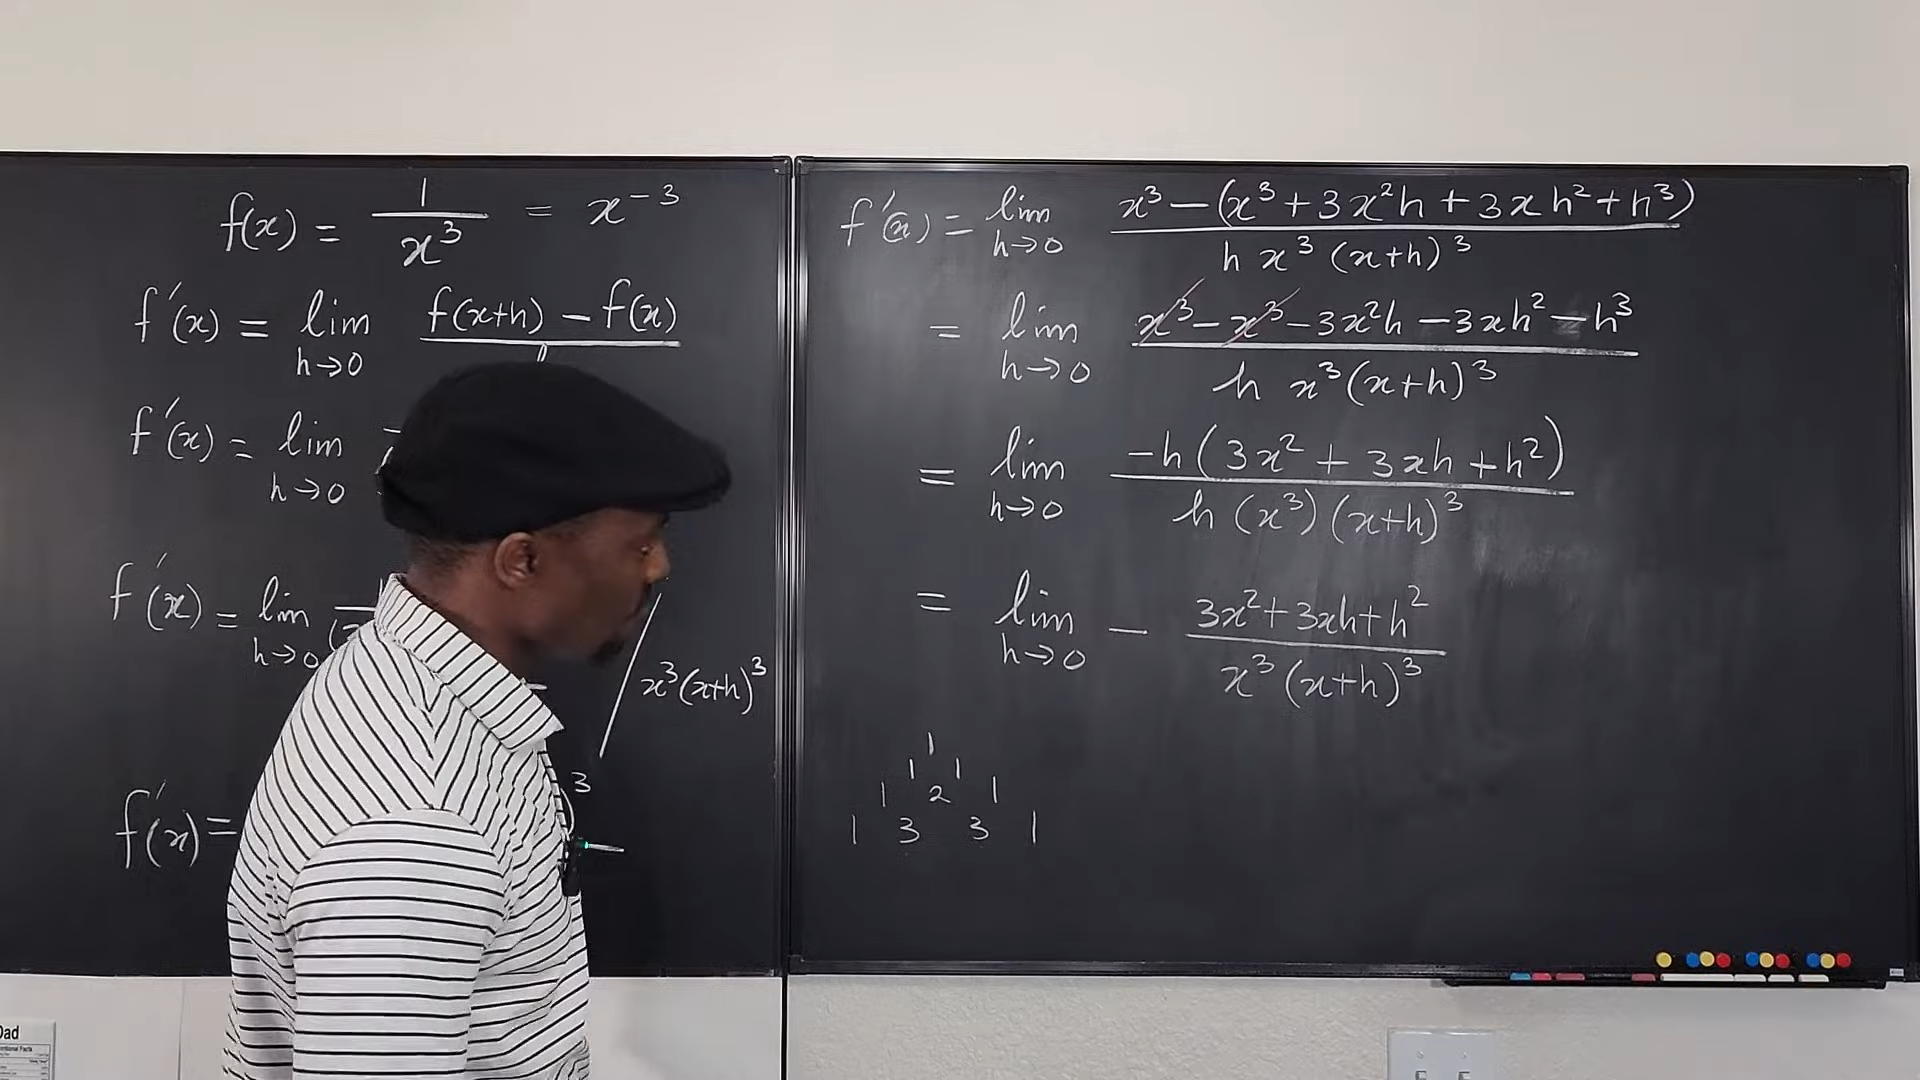 f(x) = 1/x³ = x⁻³
f'(x) = lim h→0 f(x+h) − f(x)
f'(x) = lim h→0
f'(x) = lim h→0
x³(x+h)³
3
f'(x) =
f'(x) = lim h→0 x³ − (x³ + 3x²h + 3xh² + h³) / h x³ (x+h)³
= lim h→0 x³ − x³ − 3x²h − 3xh² − h³ / h x³(x+h)³
= lim h→0 −h(3x² + 3xh + h²) / h (x³) (x+h)³
= lim h→0 − 3x² + 3xh + h² / x³ (x+h)³
1
1 1
1 2 1
1 3 3 1
Dad